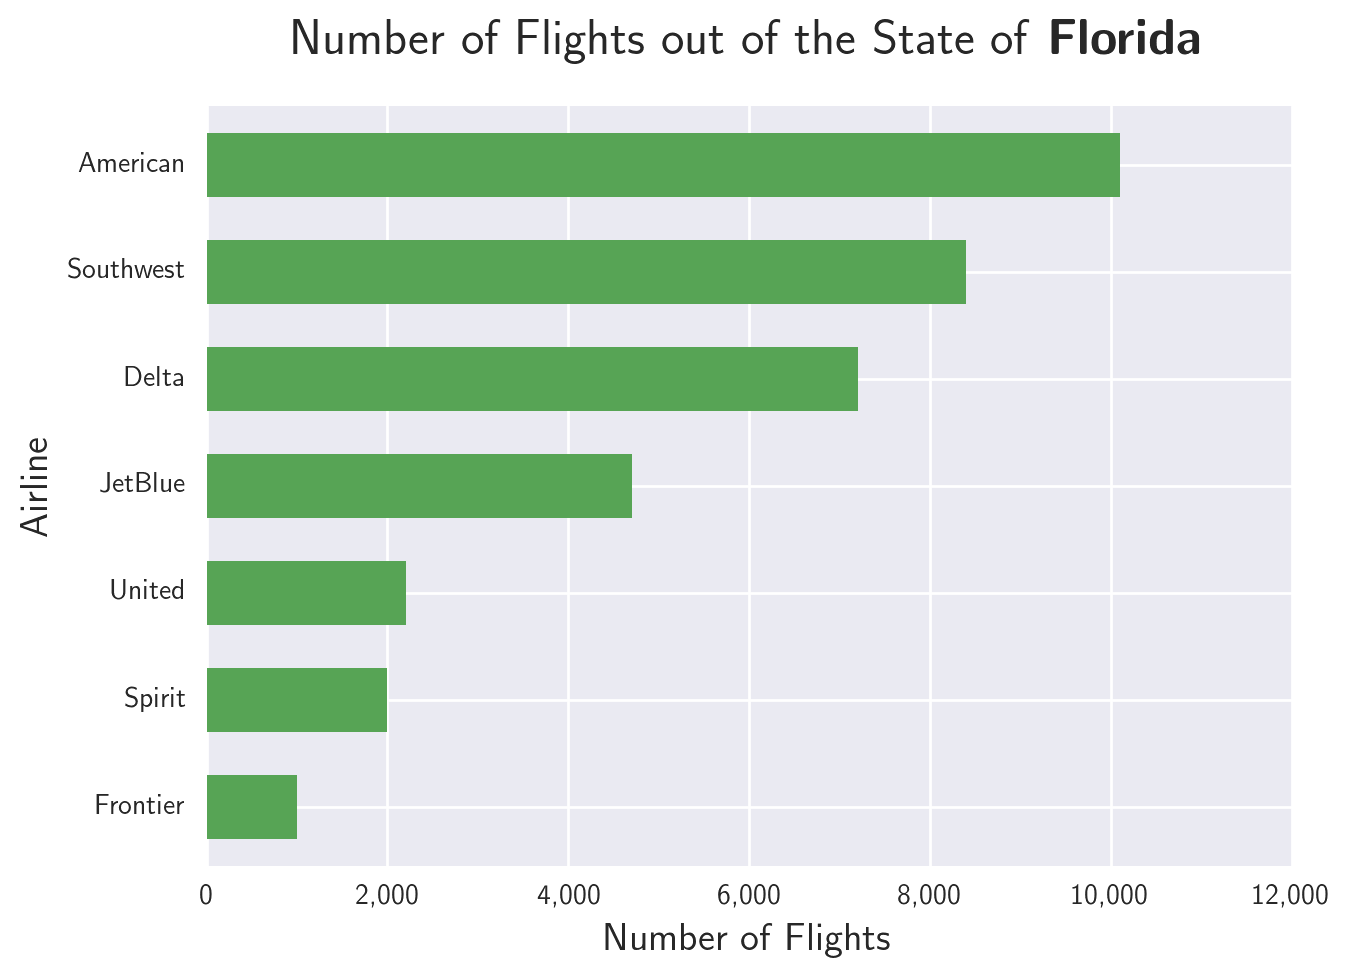 Number of Flights out of the State of Florida
American
Southwest
Delta
JetBlue
United
Spirit
Frontier
Airline
0 2,000 4,000 6,000 8,000 10,000 12,000
Number of Flights